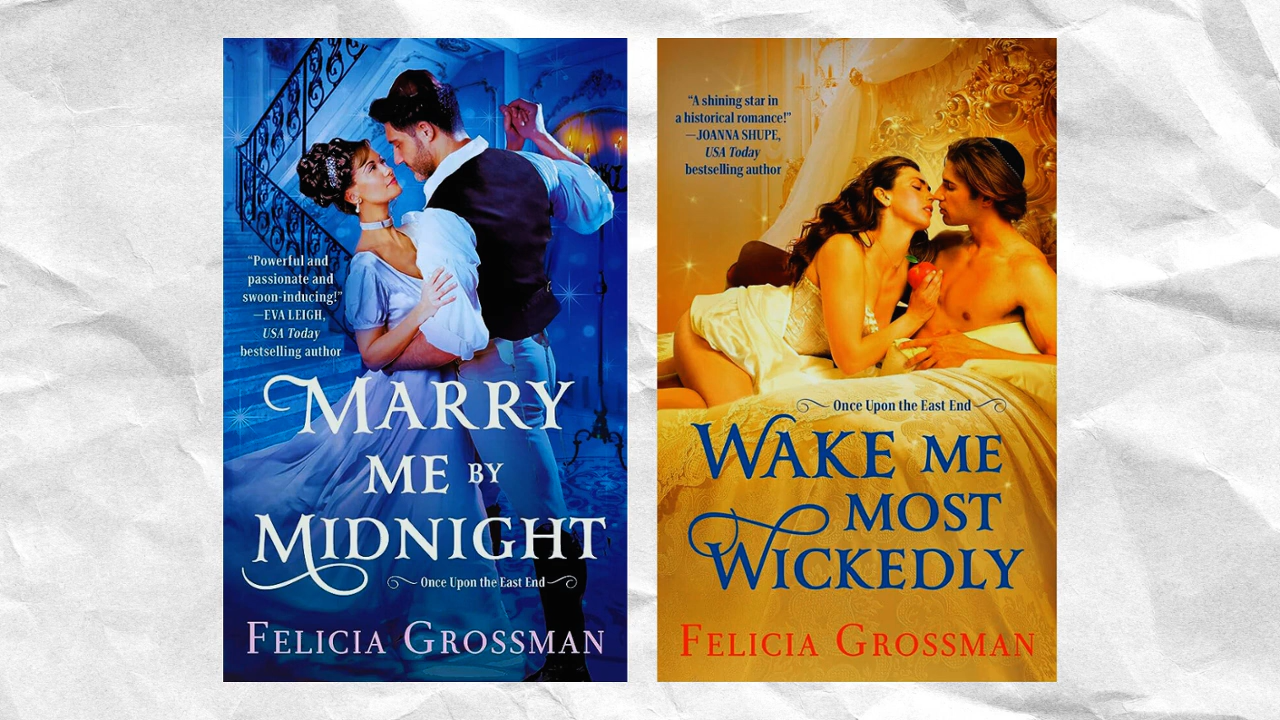 “Powerful and
passionate and
swoon-inducing!”
—EVA LEIGH,
USA Today
bestselling author
MARRY
ME BY
MIDNIGHT
Once Upon the East End
FELICIA GROSSMAN
“A shining star in
a historical romance!”
—JOANNA SHUPE,
USA Today
bestselling author
Once Upon the East End
WAKE ME
MOST
WICKEDLY
FELICIA GROSSMAN